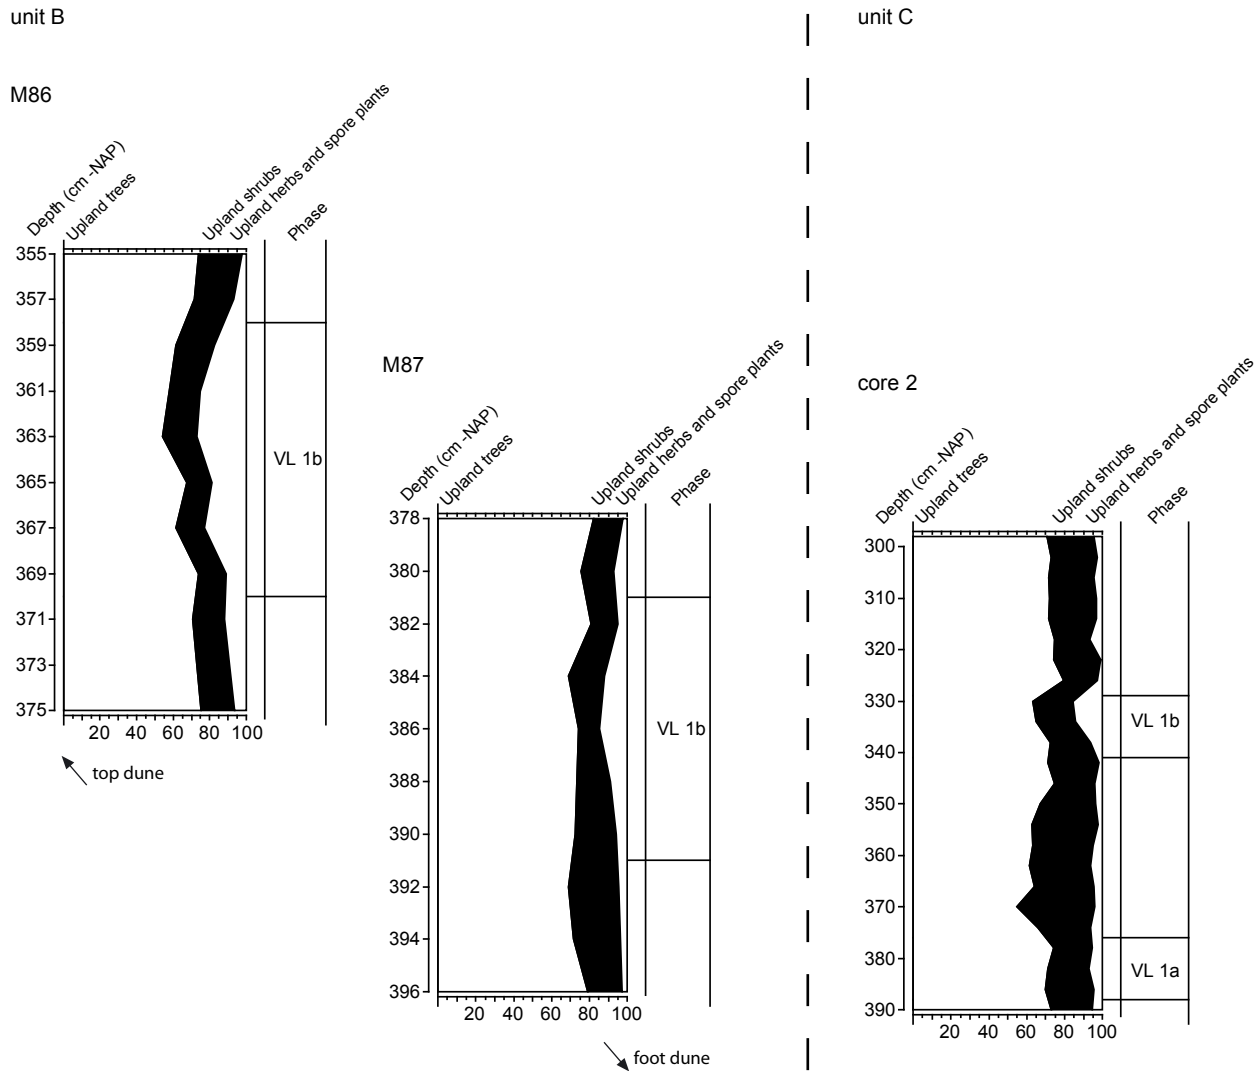 unit B
unit C
M86
Depth (cm -NAP)
Upland trees
Upland shrubs
Upland herbs and spore plants
Phase
355
357
359
361
363
365
367
369
371
373
375
VL 1b
20 40 60 80 100
top dune
M87
Depth (cm -NAP)
Upland trees
Upland shrubs
Upland herbs and spore plants
Phase
378
380
382
384
386
388
390
392
394
396
VL 1b
20 40 60 80 100
foot dune
core 2
Depth (cm -NAP)
Upland trees
Upland shrubs
Upland herbs and spore plants
Phase
300
310
320
330
340
350
360
370
380
390
VL 1b
VL 1a
20 40 60 80 100